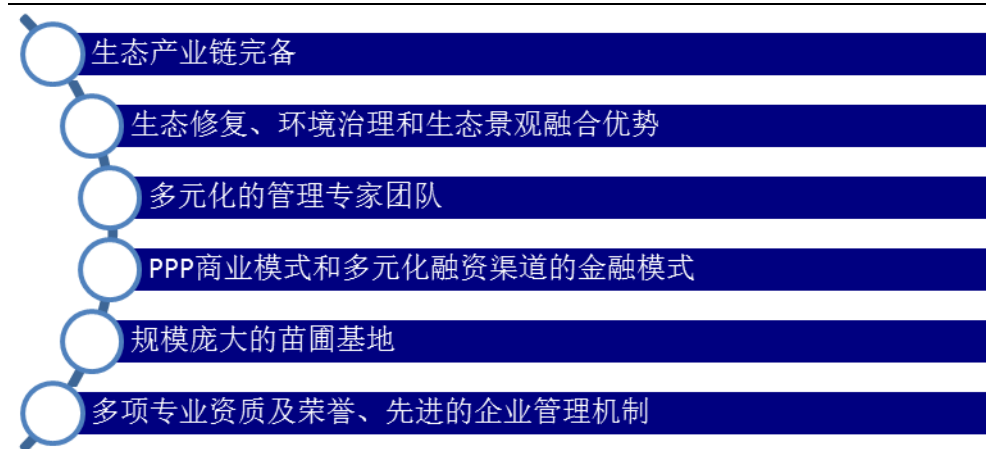 生态产业链完备
生态修复、环境治理和生态景观融合优势
多元化的管理专家团队
PPP商业模式和多元化融资渠道的金融模式
规模庞大的苗圃基地
多项专业资质及荣誉、先进的企业管理机制